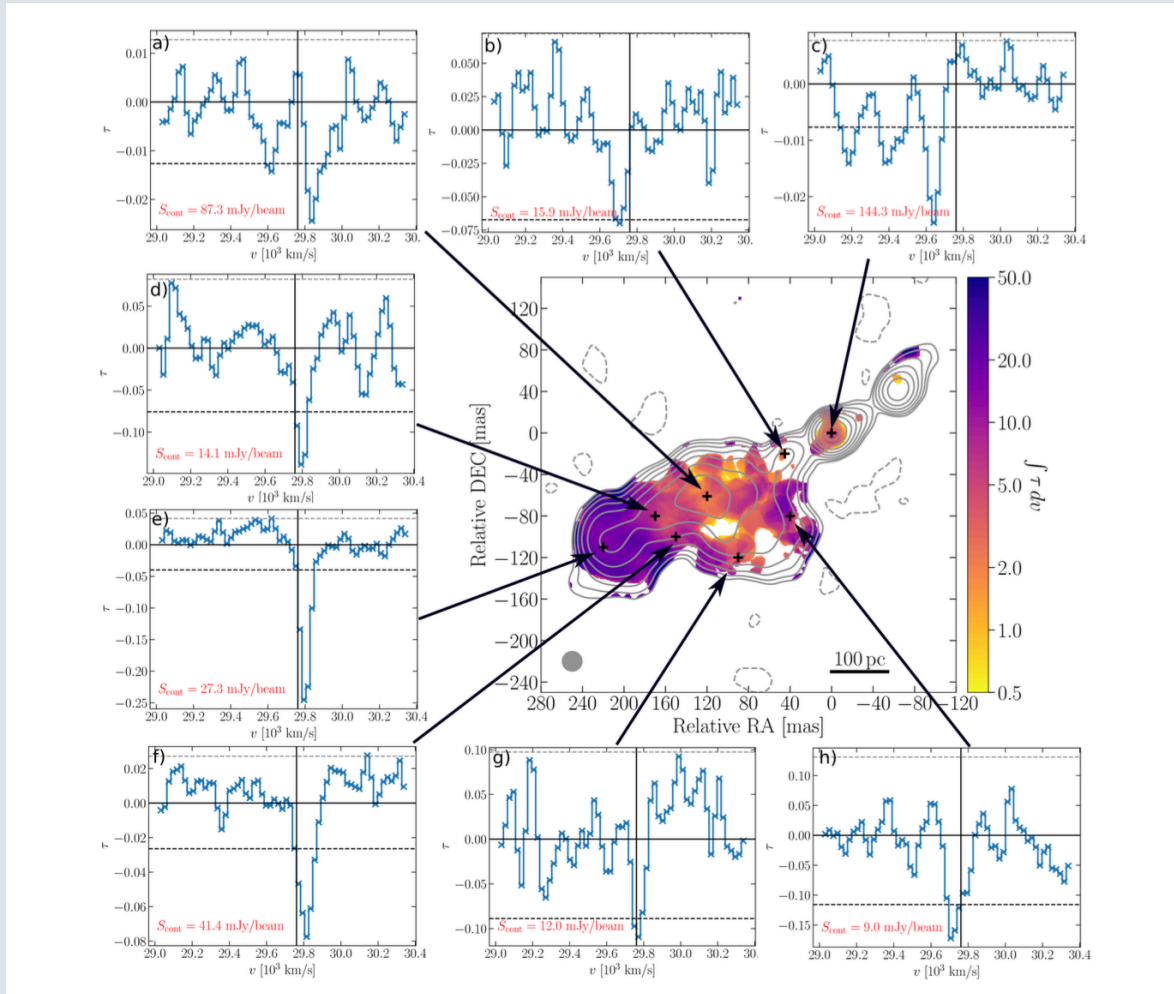 a)
0.01
0.00
−0.01
−0.02
τ
S_cont = 87.3 mJy/beam
29.0 29.2 29.4 29.6 29.8 30.0 30.2 30.
v [10³ km/s]
b)
0.050
0.025
0.000
−0.025
−0.050
−0.075
τ
S_cont = 15.9 mJy/beam
29.0 29.2 29.4 29.6 29.8 30.0 30.2 30.4
v [10³ km/s]
c)
0.00
−0.01
−0.02
τ
S_cont = 144.3 mJy/beam
29.0 29.2 29.4 29.6 29.8 30.0 30.2 30.4
v [10³ km/s]
d)
0.05
0.00
−0.05
−0.10
τ
S_cont = 14.1 mJy/beam
29.0 29.2 29.4 29.6 29.8 30.0 30.2 30.4
v [10³ km/s]
120
80
40
0
−40
−80
−120
−160
−200
−240
Relative DEC [mas]
100 pc
280 240 200 160 120 80 40 0 −40 −80 −120
Relative RA [mas]
50.0
20.0
10.0
5.0
2.0
1.0
0.5
∫ τ dv
e)
0.05
0.00
−0.05
−0.10
−0.15
−0.20
−0.25
τ
S_cont = 27.3 mJy/beam
29.0 29.2 29.4 29.6 29.8 30.0 30.2 30.4
v [10³ km/s]
f)
0.02
0.00
−0.02
−0.04
−0.06
−0.08
τ
S_cont = 41.4 mJy/beam
29.0 29.2 29.4 29.6 29.8 30.0 30.2 30.4
v [10³ km/s]
g)
0.10
0.05
0.00
−0.05
−0.10
τ
S_cont = 12.0 mJy/beam
29.0 29.2 29.4 29.6 29.8 30.0 30.2 30.4
v [10³ km/s]
h)
0.10
0.05
0.00
−0.05
−0.10
−0.15
τ
S_cont = 9.0 mJy/beam
29.0 29.2 29.4 29.6 29.8 30.0 30.2 30.4
v [10³ km/s]